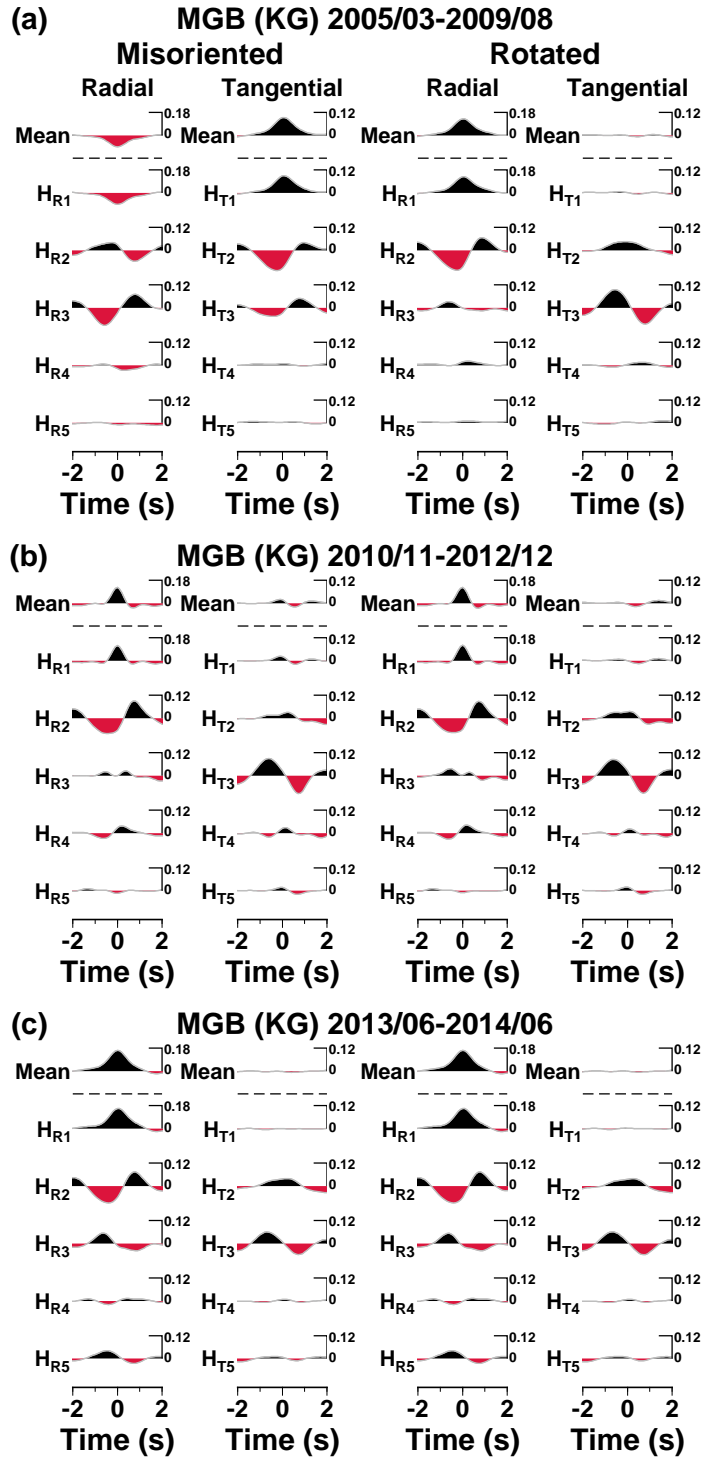 (a) MGB (KG) 2005/03-2009/08
Misoriented Rotated
Radial Tangential Radial Tangential
Mean 0.18 0 Mean 0.12 0 Mean 0.18 0 Mean 0.12 0
HR1 0.18 0 HT1 0.12 0 HR1 0.18 0 HT1 0.12 0
HR2 0.12 0 HT2 0.12 0 HR2 0.12 0 HT2 0.12 0
HR3 0.12 0 HT3 0.12 0 HR3 0.12 0 HT3 0.12 0
HR4 0.12 0 HT4 0.12 0 HR4 0.12 0 HT4 0.12 0
HR5 0.12 0 HT5 0.12 0 HR5 0.12 0 HT5 0.12 0
-2 0 2 -2 0 2 -2 0 2 -2 0 2
Time (s) Time (s) Time (s) Time (s)
(b) MGB (KG) 2010/11-2012/12
Mean 0.18 0 Mean 0.12 0 Mean 0.18 0 Mean 0.12 0
HR1 0.18 0 HT1 0.12 0 HR1 0.18 0 HT1 0.12 0
HR2 0.12 0 HT2 0.12 0 HR2 0.12 0 HT2 0.12 0
HR3 0.12 0 HT3 0.12 0 HR3 0.12 0 HT3 0.12 0
HR4 0.12 0 HT4 0.12 0 HR4 0.12 0 HT4 0.12 0
HR5 0.12 0 HT5 0.12 0 HR5 0.12 0 HT5 0.12 0
-2 0 2 -2 0 2 -2 0 2 -2 0 2
Time (s) Time (s) Time (s) Time (s)
(c) MGB (KG) 2013/06-2014/06
Mean 0.18 0 Mean 0.12 0 Mean 0.18 0 Mean 0.12 0
HR1 0.18 0 HT1 0.12 0 HR1 0.18 0 HT1 0.12 0
HR2 0.12 0 HT2 0.12 0 HR2 0.12 0 HT2 0.12 0
HR3 0.12 0 HT3 0.12 0 HR3 0.12 0 HT3 0.12 0
HR4 0.12 0 HT4 0.12 0 HR4 0.12 0 HT4 0.12 0
HR5 0.12 0 HT5 0.12 0 HR5 0.12 0 HT5 0.12 0
-2 0 2 -2 0 2 -2 0 2 -2 0 2
Time (s) Time (s) Time (s) Time (s)